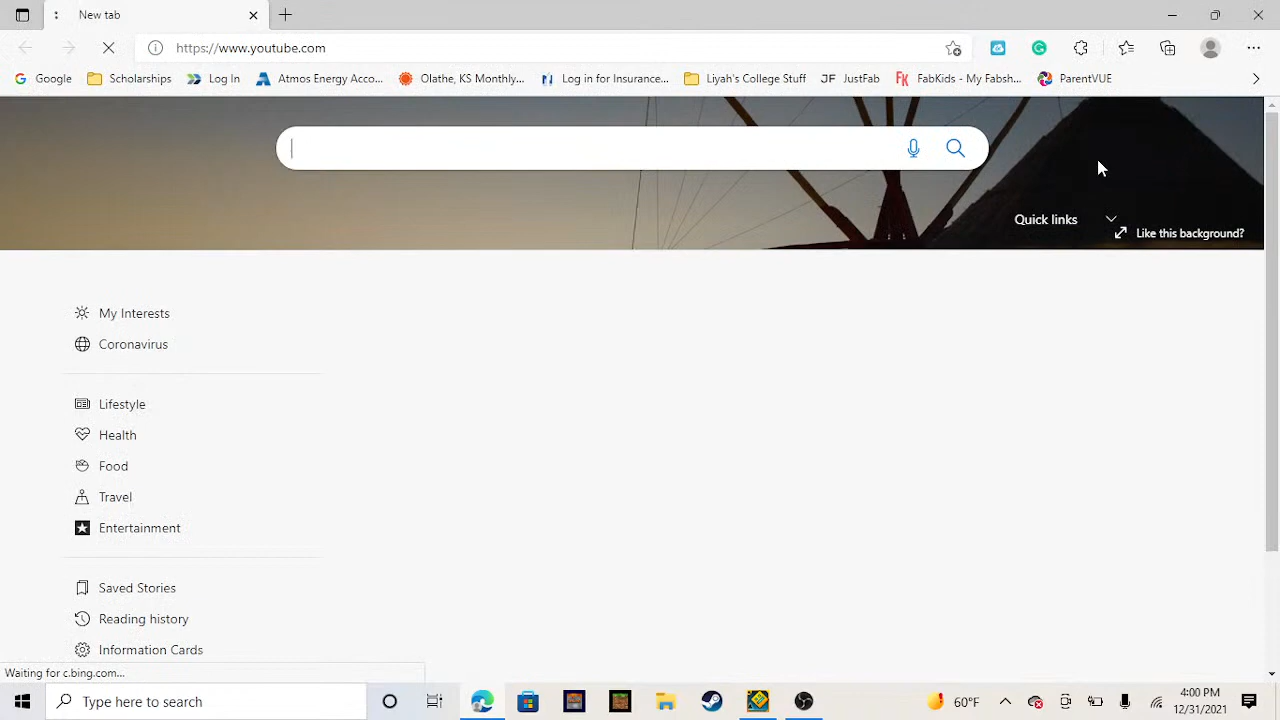 New tab
https://www.youtube.com
Google
Scholarships
Log In
Atmos Energy Acco...
Olathe, KS Monthly...
Log in for Insurance...
Liyah's College Stuff
JF JustFab
FK FabKids - My Fabsh...
ParentVUE
Quick links
Like this background?
My Interests
Coronavirus
Lifestyle
Health
Food
Travel
Entertainment
Saved Stories
Reading history
Information Cards
Waiting for c.bing.com...
Type here to search
60°F
4:00 PM
12/31/2021